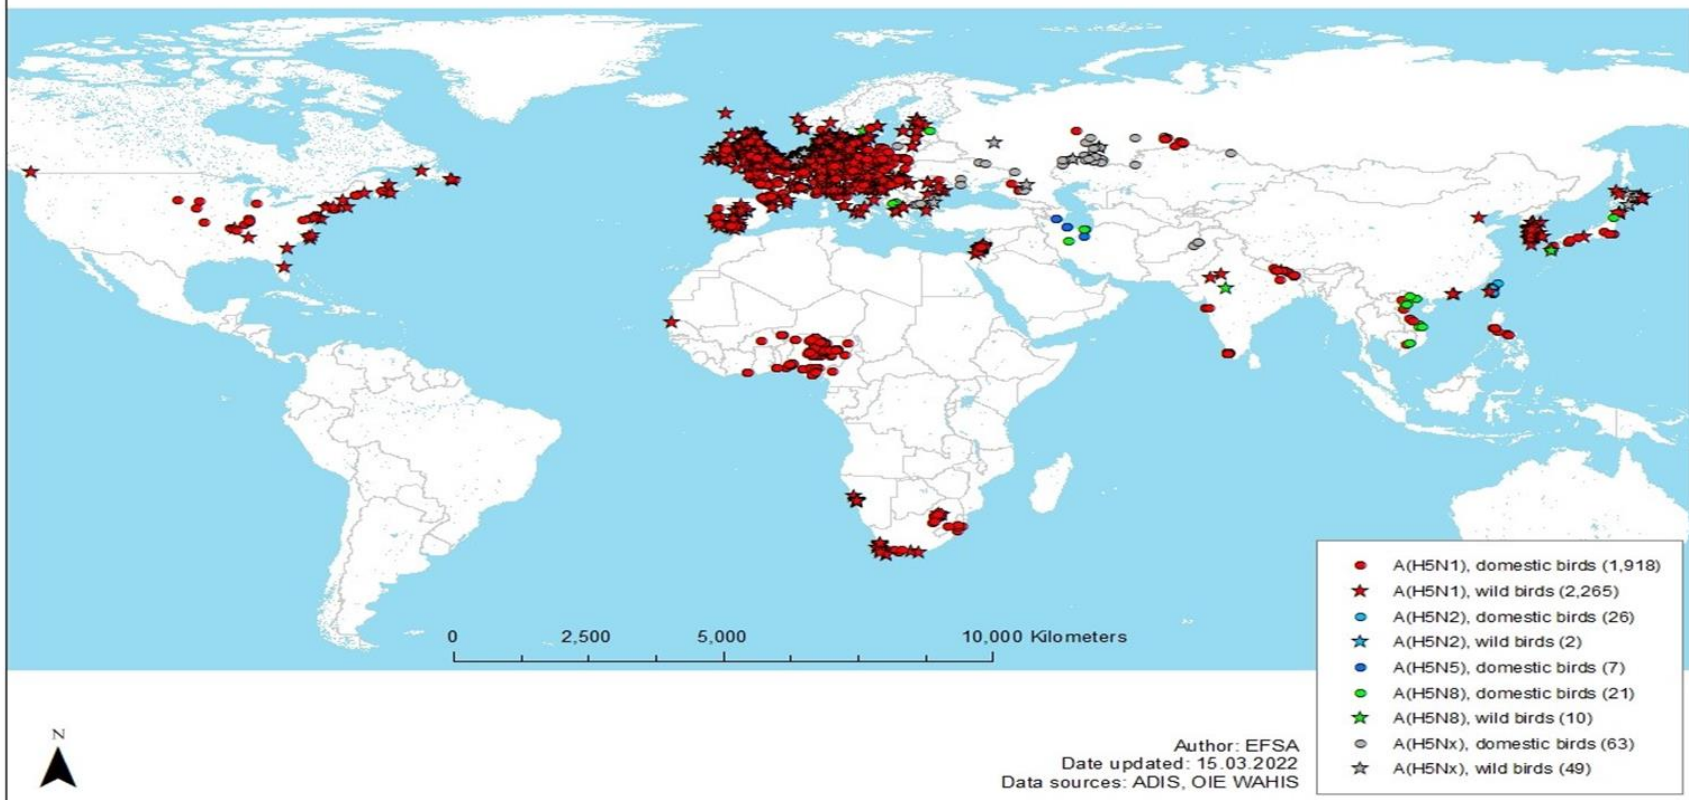 0 2,500 5,000 10,000 Kilometers
A(H5N1), domestic birds (1,918)
A(H5N1), wild birds (2,265)
A(H5N2), domestic birds (26)
A(H5N2), wild birds (2)
A(H5N5), domestic birds (7)
A(H5N8), domestic birds (21)
A(H5N8), wild birds (10)
A(H5Nx), domestic birds (63)
A(H5Nx), wild birds (49)
N
Author: EFSA
Date updated: 15.03.2022
Data sources: ADIS, OIE WAHIS